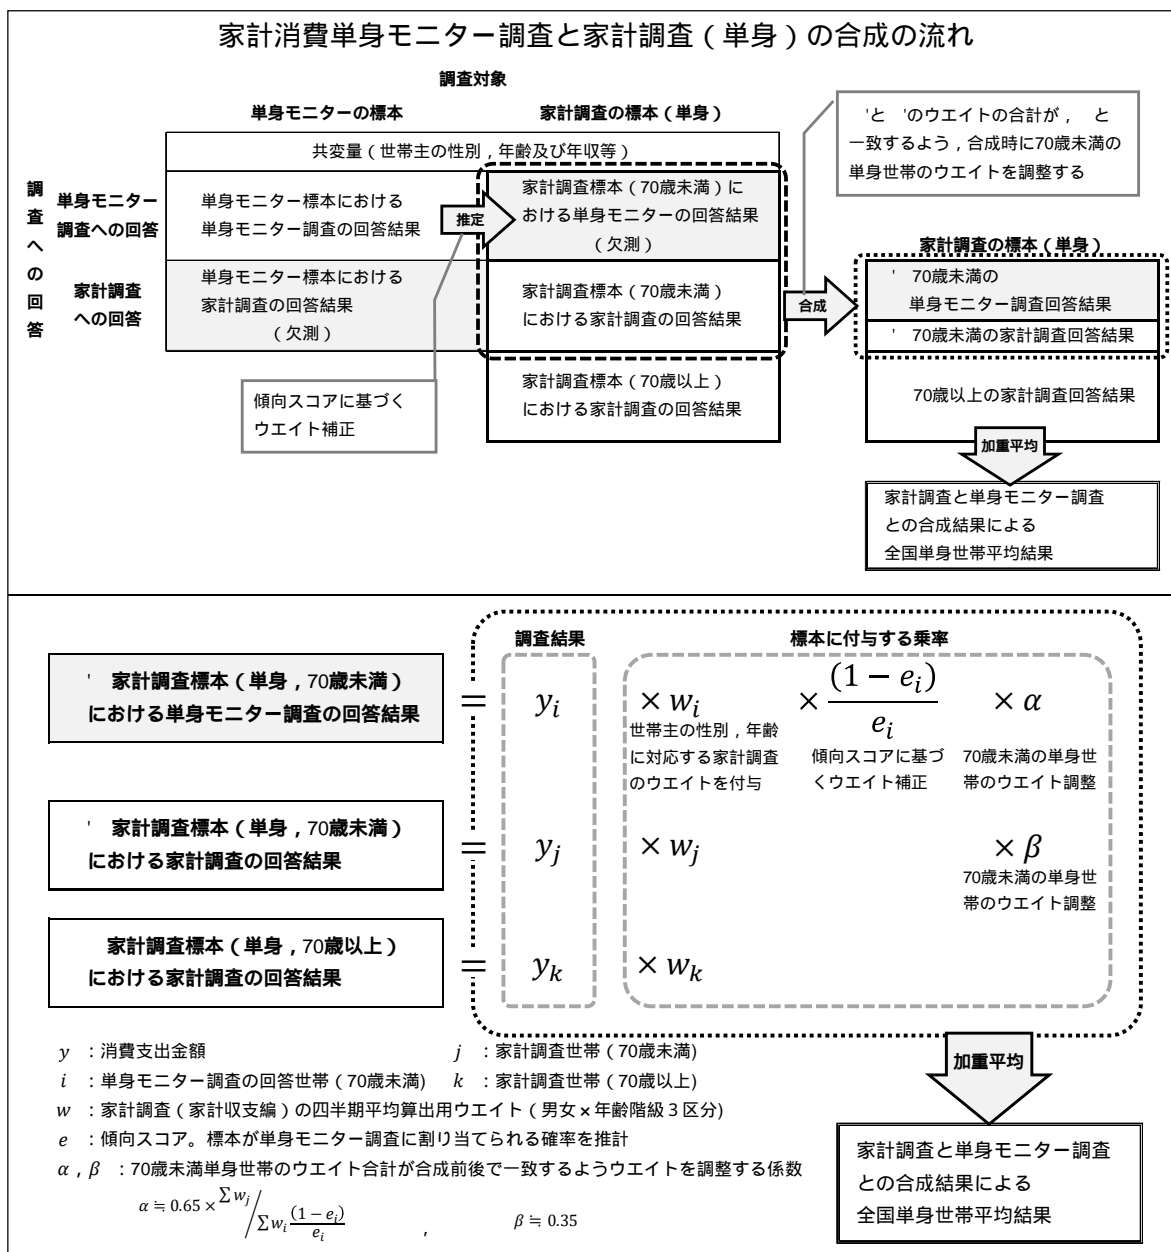 家計消費単身モニター調査と家計調査（単身）の合成の流れ
調査対象
単身モニターの標本
家計調査の標本（単身）
'と　'のウエイトの合計が，　と
一致するよう，合成時に70歳未満の
単身世帯のウエイトを調整する
共変量（世帯主の性別，年齢及び年収等）
調査への回答
単身モニター
調査への回答
単身モニター標本における
単身モニター調査の回答結果
推定
家計調査標本（70歳未満）に
おける単身モニターの回答結果
（欠測）
家計調査
への回答
単身モニター標本における
家計調査の回答結果
（欠測）
家計調査標本（70歳未満）
における家計調査の回答結果
合成
家計調査の標本（単身）
'　70歳未満の
単身モニター調査回答結果
'　70歳未満の家計調査回答結果
70歳以上の家計調査回答結果
傾向スコアに基づく
ウエイト補正
家計調査標本（70歳以上）
における家計調査の回答結果
加重平均
家計調査と単身モニター調査
との合成結果による
全国単身世帯平均結果
調査結果
標本に付与する乗率
'　家計調査標本（単身，70歳未満）
における単身モニター調査の回答結果
= y_i × w_i × (1 − e_i)/e_i × α
世帯主の性別，年齢
に対応する家計調査
のウエイトを付与
傾向スコアに基づ
くウエイト補正
70歳未満の単身世
帯のウエイト調整
'　家計調査標本（単身，70歳未満）
における家計調査の回答結果
= y_j × w_j × β
70歳未満の単身世
帯のウエイト調整
家計調査標本（単身，70歳以上）
における家計調査の回答結果
= y_k × w_k
y ：消費支出金額
j ：家計調査世帯（70歳未満）
i ：単身モニター調査の回答世帯（70歳未満）
k ：家計調査世帯（70歳以上）
w ：家計調査（家計収支編）の四半期平均算出用ウエイト（男女×年齢階級３区分）
e ：傾向スコア。標本が単身モニター調査に割り当てられる確率を推計
α , β ：70歳未満単身世帯のウエイト合計が合成前後で一致するようウエイトを調整する係数
α ≒ 0.65 × ∑ w_j / ∑ w_i (1 − e_i)/e_i ， β ≒ 0.35
加重平均
家計調査と単身モニター調査
との合成結果による
全国単身世帯平均結果